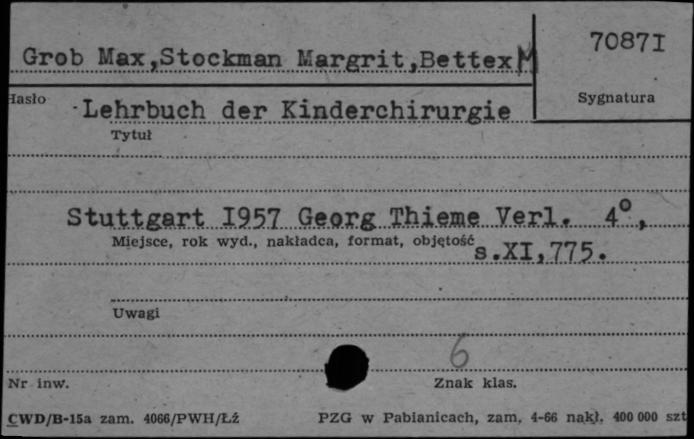 70871
Grob Max,Stockman Margrit,Bettex M
Hasło
Sygnatura
Lehrbuch der Kinderchirurgie
Tytuł
Stuttgart I957 Georg Thieme Verl. 4°,
Miejsce, rok wyd., nakładca, format, objętość
s.XI,775.
Uwagi
6
Nr inw.
Znak klas.
CWD/B-15a zam. 4066/PWH/Łź PZG w Pabianicach, zam. 4-66 nakł. 400 000 szt